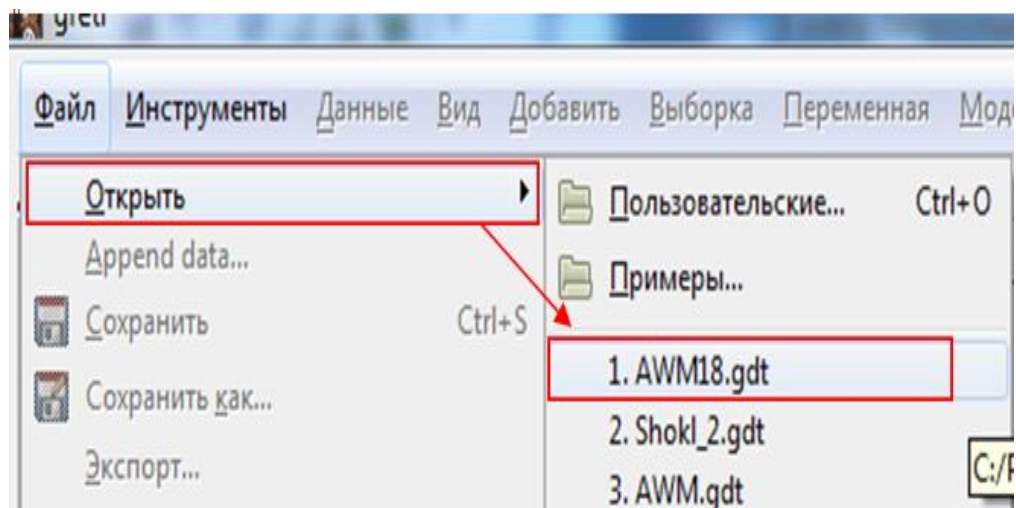 gretl
Файл Инструменты Данные Вид Добавить Выборка Переменная Мод
Открыть
Append data...
Сохранить Ctrl+S
Сохранить как...
Экспорт...
Пользовательские... Ctrl+O
Примеры...
1. AWM18.gdt
2. Shokl_2.gdt
3. AWM.gdt
C:/